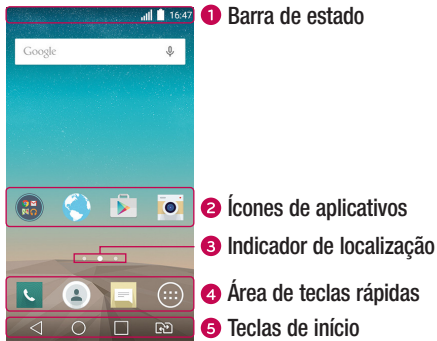 16:47
1 Barra de estado
Google
2 Ícones de aplicativos
3 Indicador de localização
4 Área de teclas rápidas
5 Teclas de início